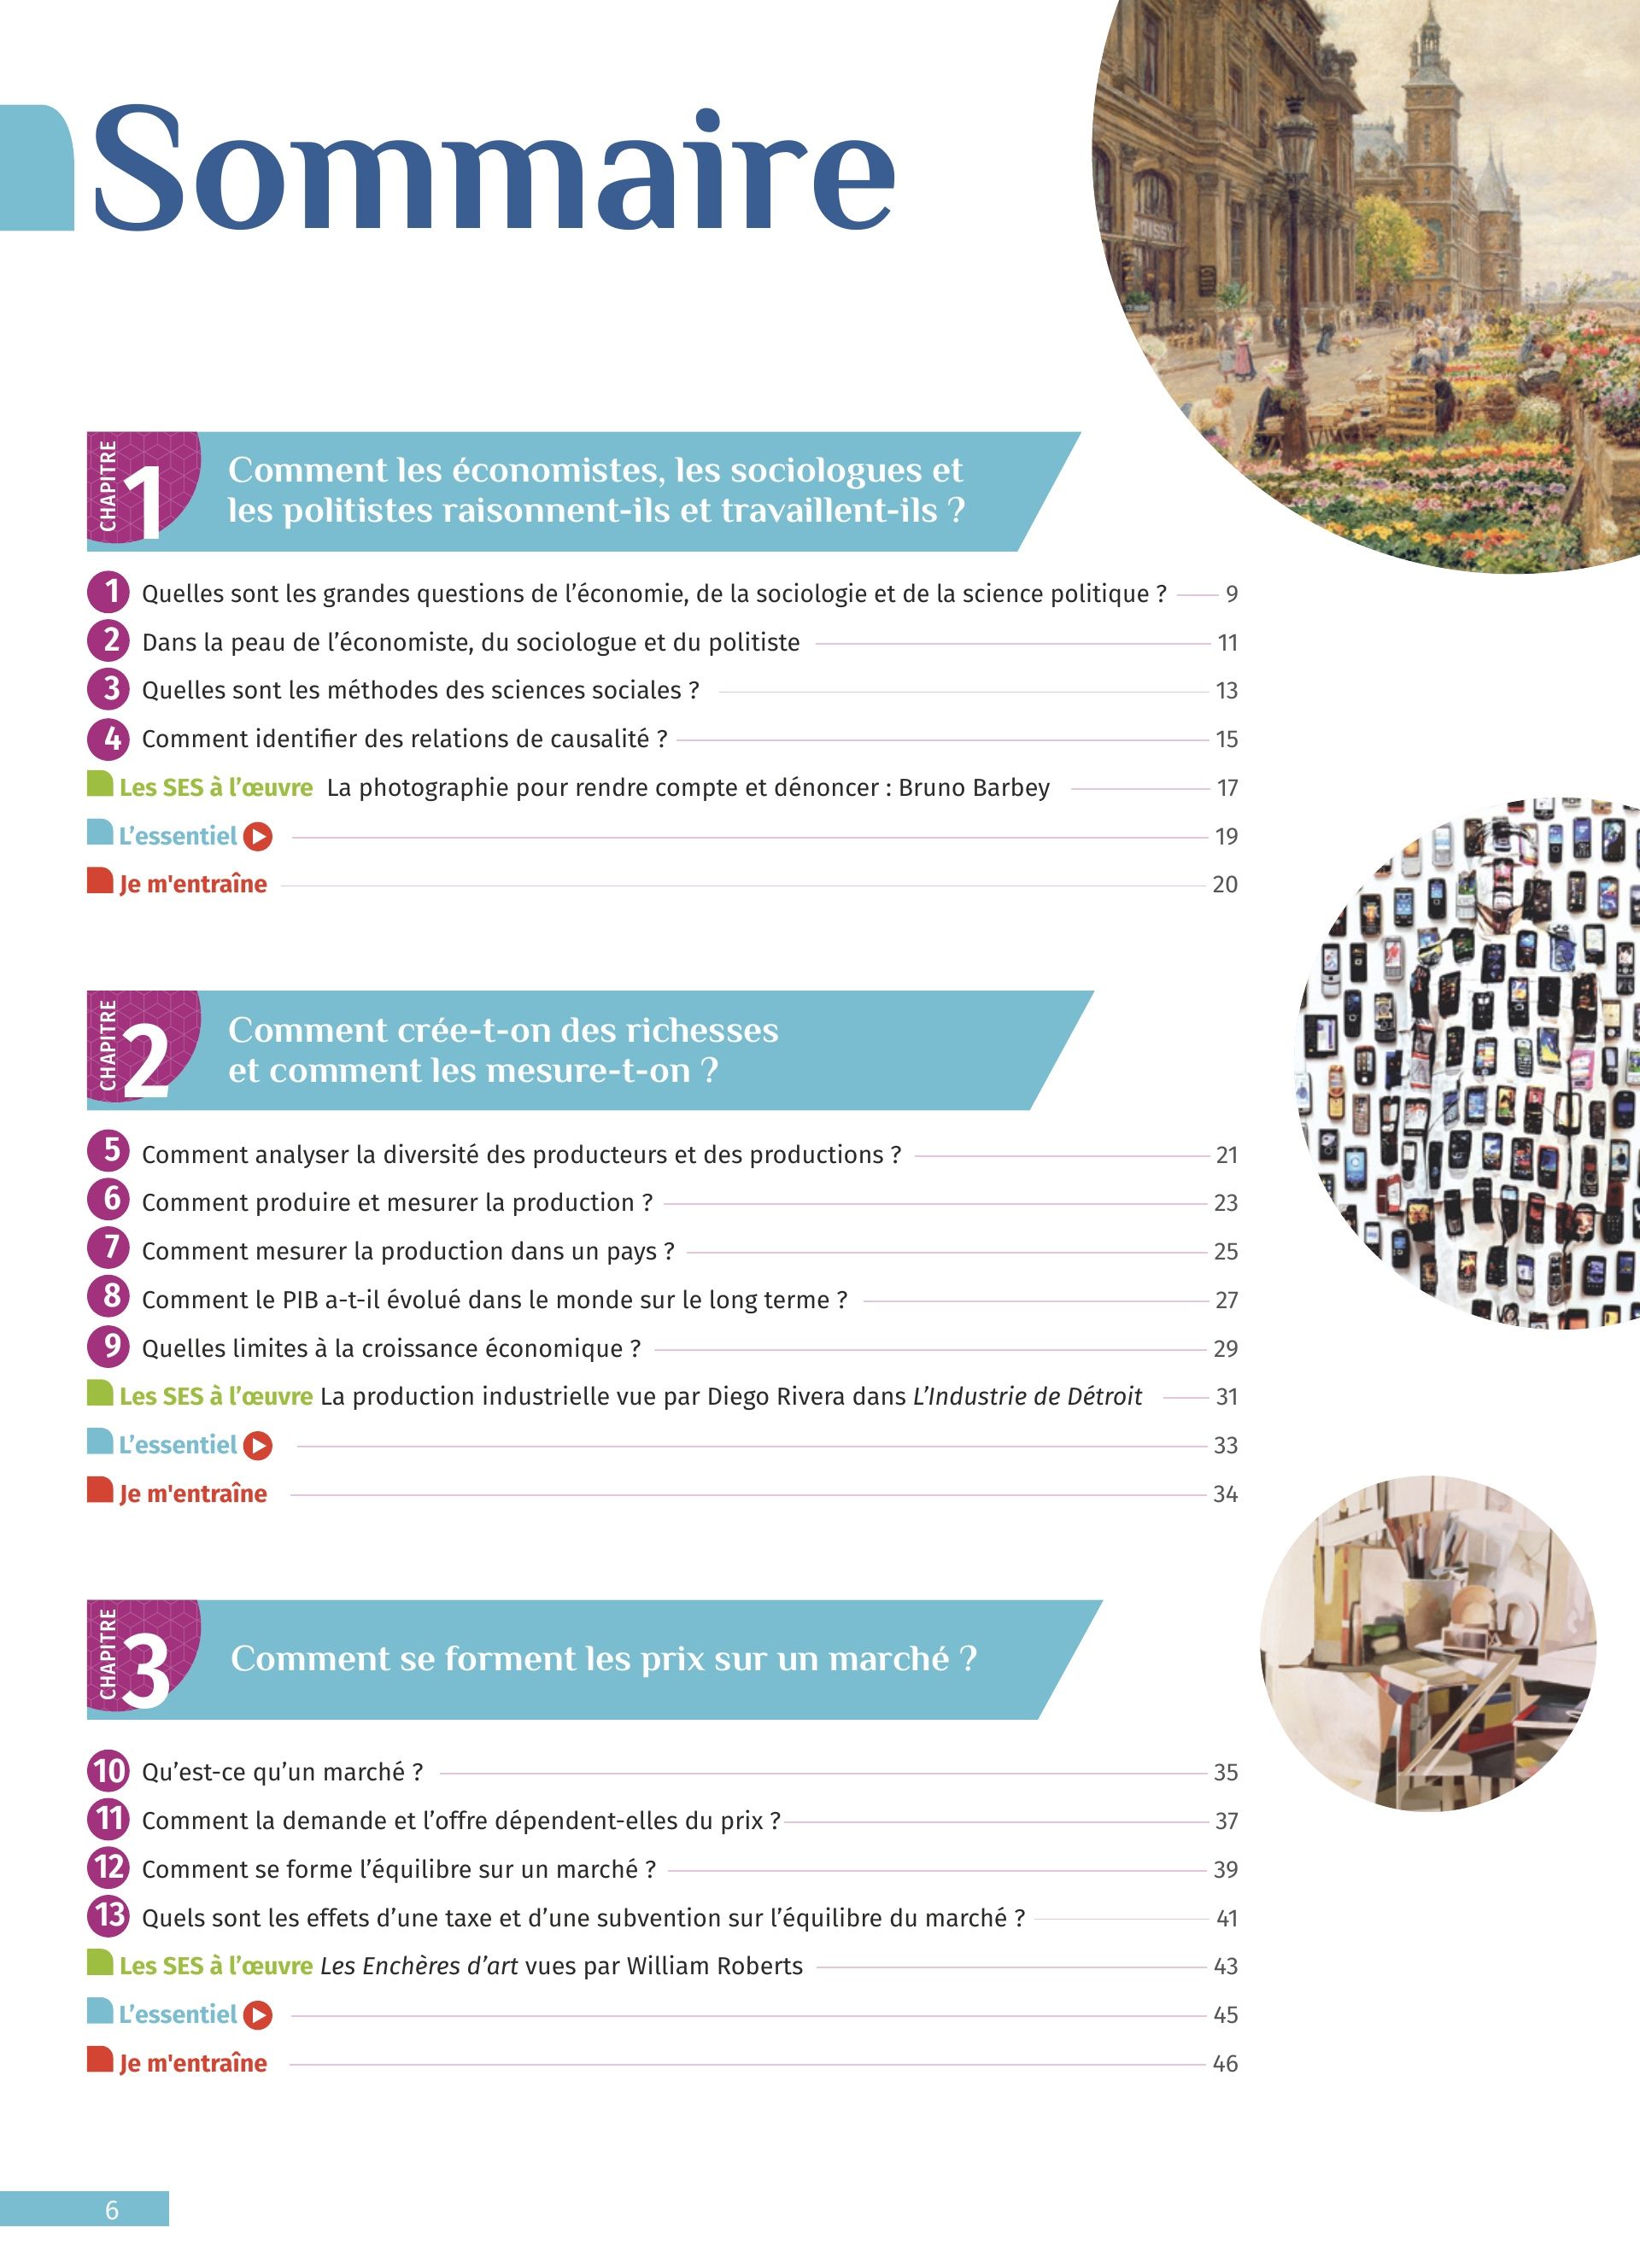 Sommaire
POISSY
CHAPITRE 1
Comment les économistes, les sociologues et
les politistes raisonnent-ils et travaillent-ils ?
1 Quelles sont les grandes questions de l’économie, de la sociologie et de la science politique ? 9
2 Dans la peau de l’économiste, du sociologue et du politiste 11
3 Quelles sont les méthodes des sciences sociales ? 13
4 Comment identifier des relations de causalité ? 15
Les SES à l’œuvre La photographie pour rendre compte et dénoncer : Bruno Barbey 17
L’essentiel 19
Je m'entraîne 20
CHAPITRE 2
Comment crée-t-on des richesses
et comment les mesure-t-on ?
5 Comment analyser la diversité des producteurs et des productions ? 21
6 Comment produire et mesurer la production ? 23
7 Comment mesurer la production dans un pays ? 25
8 Comment le PIB a-t-il évolué dans le monde sur le long terme ? 27
9 Quelles limites à la croissance économique ? 29
Les SES à l’œuvre La production industrielle vue par Diego Rivera dans L’Industrie de Détroit 31
L’essentiel 33
Je m'entraîne 34
CHAPITRE 3
Comment se forment les prix sur un marché ?
10 Qu’est-ce qu’un marché ? 35
11 Comment la demande et l’offre dépendent-elles du prix ? 37
12 Comment se forme l’équilibre sur un marché ? 39
13 Quels sont les effets d’une taxe et d’une subvention sur l’équilibre du marché ? 41
Les SES à l’œuvre Les Enchères d’art vues par William Roberts 43
L’essentiel 45
Je m'entraîne 46
6